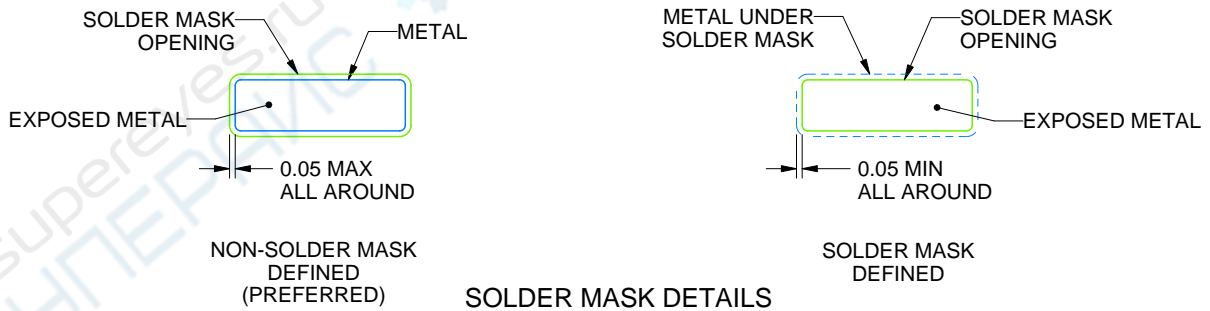 SOLDER MASK
OPENING
METAL
EXPOSED METAL
0.05 MAX
ALL AROUND
NON-SOLDER MASK
DEFINED
(PREFERRED)
METAL UNDER
SOLDER MASK
SOLDER MASK
OPENING
EXPOSED METAL
0.05 MIN
ALL AROUND
SOLDER MASK
DEFINED
SOLDER MASK DETAILS